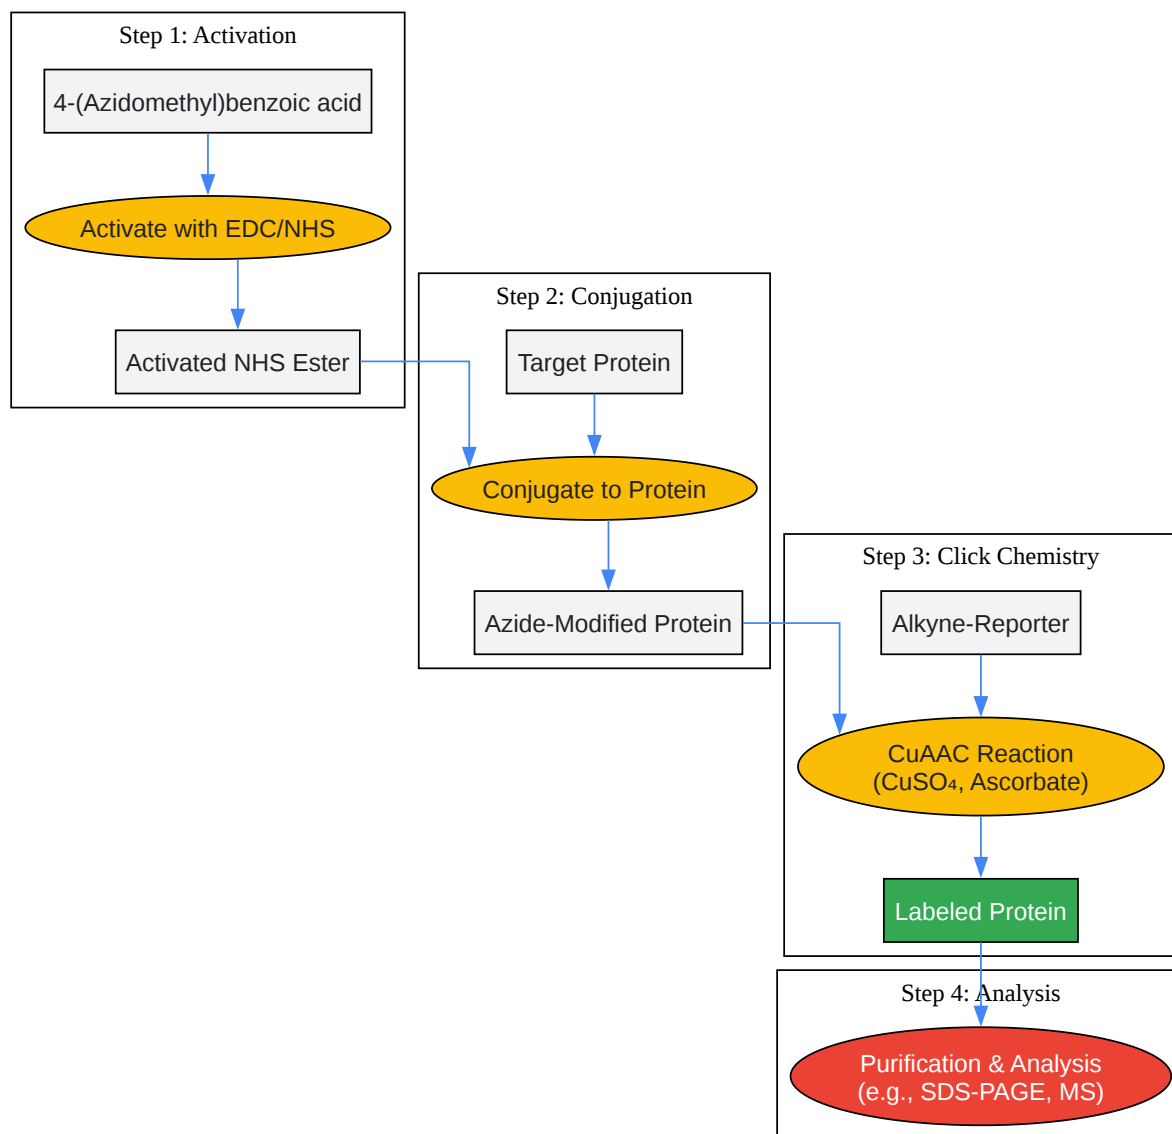 Step 1: Activation
4-(Azidomethyl)benzoic acid
Activate with EDC/NHS
Activated NHS Ester
Step 2: Conjugation
Target Protein
Conjugate to Protein
Azide-Modified Protein
Step 3: Click Chemistry
Alkyne-Reporter
CuAAC Reaction
(CuSO₄, Ascorbate)
Labeled Protein
Step 4: Analysis
Purification & Analysis
(e.g., SDS-PAGE, MS)